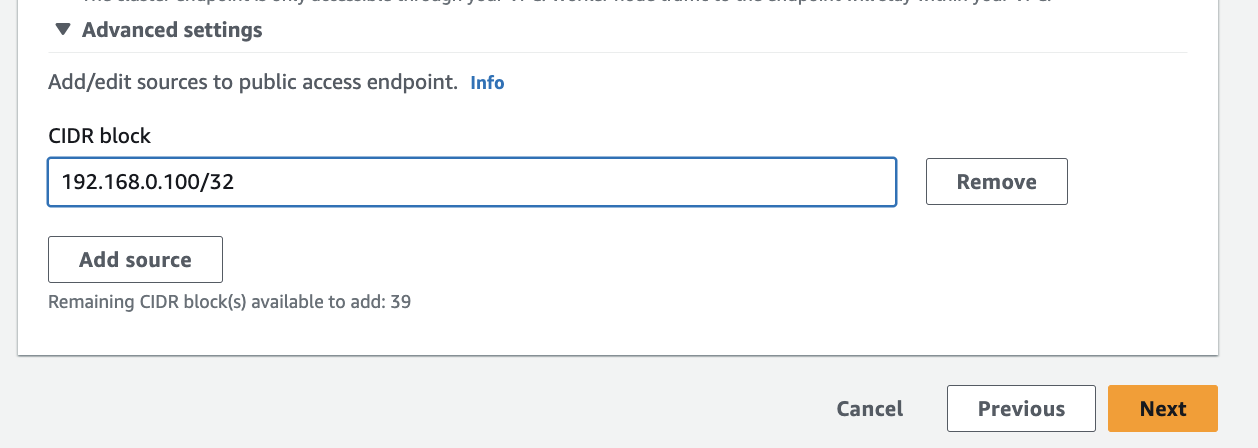 ▼ Advanced settings
Add/edit sources to public access endpoint. Info
CIDR block
192.168.0.100/32
Remove
Add source
Remaining CIDR block(s) available to add: 39
Cancel
Previous
Next